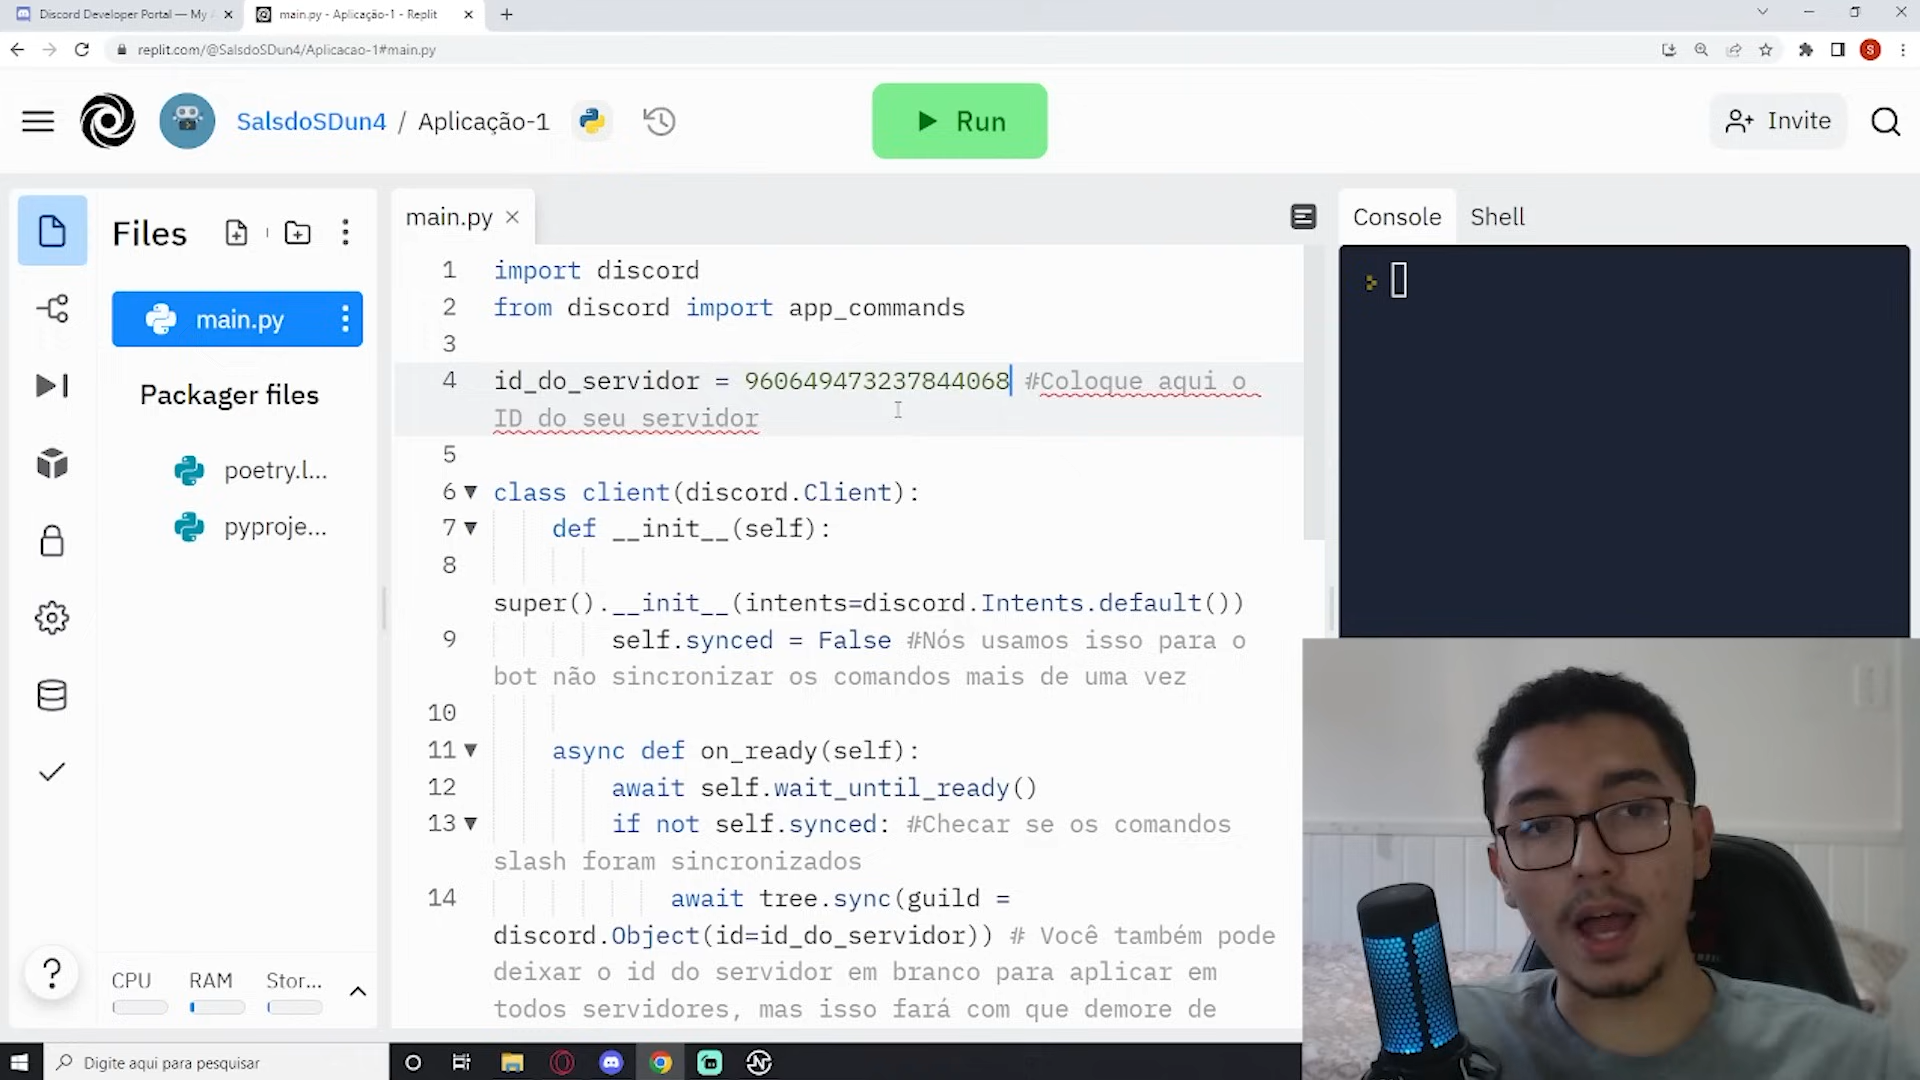 Discord Developer Portal — My
main.py - Aplicação-1 - Replit
replit.com/@SalsdoSDun4/Aplicacao-1#main.py
S
SalsdoSDun4 / Aplicação-1
Run
Invite
Files
main.py
Packager files
poetry.l...
pyproje...
CPU
RAM
Stor...
main.py
1 import discord
2 from discord import app_commands
3
4 id_do_servidor = 960649473237844068 #Coloque aqui o
ID do seu servidor
5
6 class client(discord.Client):
7 def __init__(self):
8
super().__init__(intents=discord.Intents.default())
9 self.synced = False #Nós usamos isso para o
bot não sincronizar os comandos mais de uma vez
10
11 async def on_ready(self):
12 await self.wait_until_ready()
13 if not self.synced: #Checar se os comandos
slash foram sincronizados
14 await tree.sync(guild =
discord.Object(id=id_do_servidor)) # Você também pode
deixar o id do servidor em branco para aplicar em
todos servidores, mas isso fará com que demore de
Console
Shell
Digite aqui para pesquisar